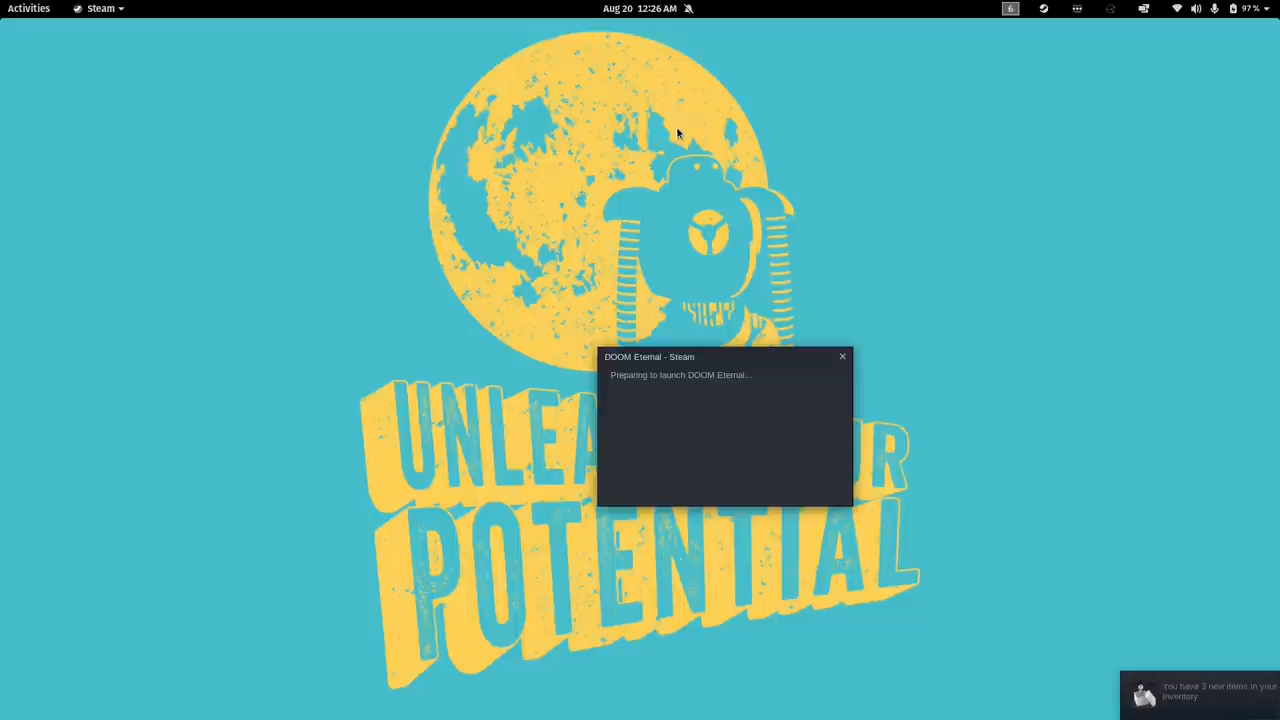 Activities
Steam
Aug 20 12:26 AM
6
97 %
DOOM Eternal - Steam
Preparing to launch DOOM Eternal...
UNLEA
UR
POTENTIAL
You have 3 new items in your
inventory